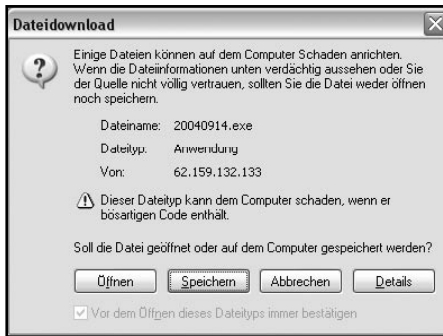 Dateidownload
Einige Dateien können auf dem Computer Schaden anrichten.
Wenn die Dateiinformationen unten verdächtig aussehen oder Sie
der Quelle nicht völlig vertrauen, sollten Sie die Datei weder öffnen
noch speichern.
Dateiname: 20040914.exe
Dateityp: Anwendung
Von: 62.159.132.133
Dieser Dateityp kann dem Computer schaden, wenn er
bösartigen Code enthält.
Soll die Datei geöffnet oder auf dem Computer gespeichert werden?
Öffnen Speichern Abbrechen Details
Vor dem Öffnen dieses Dateityps immer bestätigen